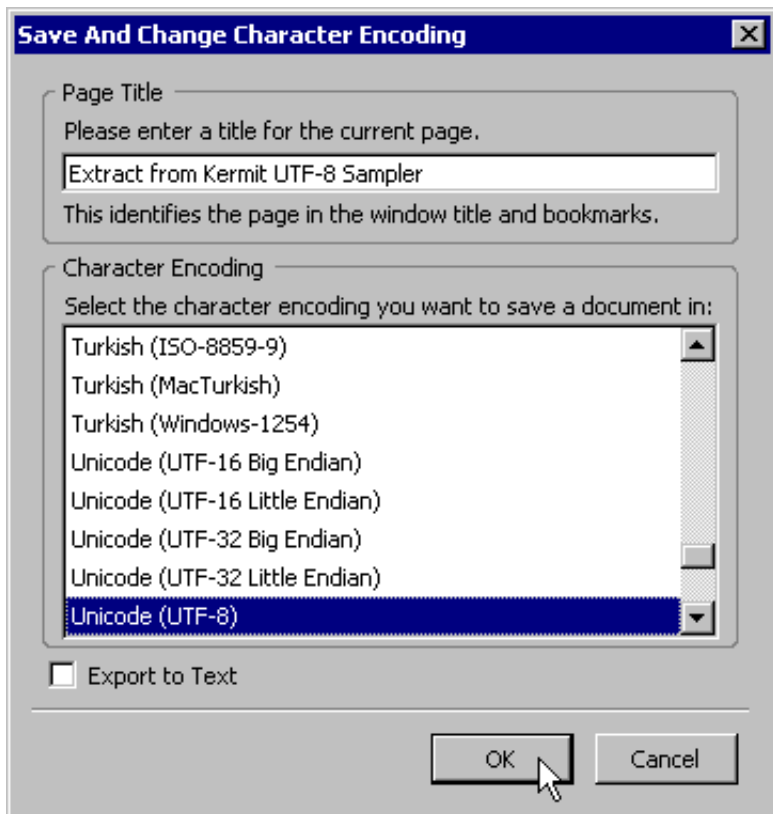 Save And Change Character Encoding
Page Title
Please enter a title for the current page.
Extract from Kermit UTF-8 Sampler
This identifies the page in the window title and bookmarks.
Character Encoding
Select the character encoding you want to save a document in:
Turkish (ISO-8859-9)
Turkish (MacTurkish)
Turkish (Windows-1254)
Unicode (UTF-16 Big Endian)
Unicode (UTF-16 Little Endian)
Unicode (UTF-32 Big Endian)
Unicode (UTF-32 Little Endian)
Unicode (UTF-8)
Export to Text
OK Cancel